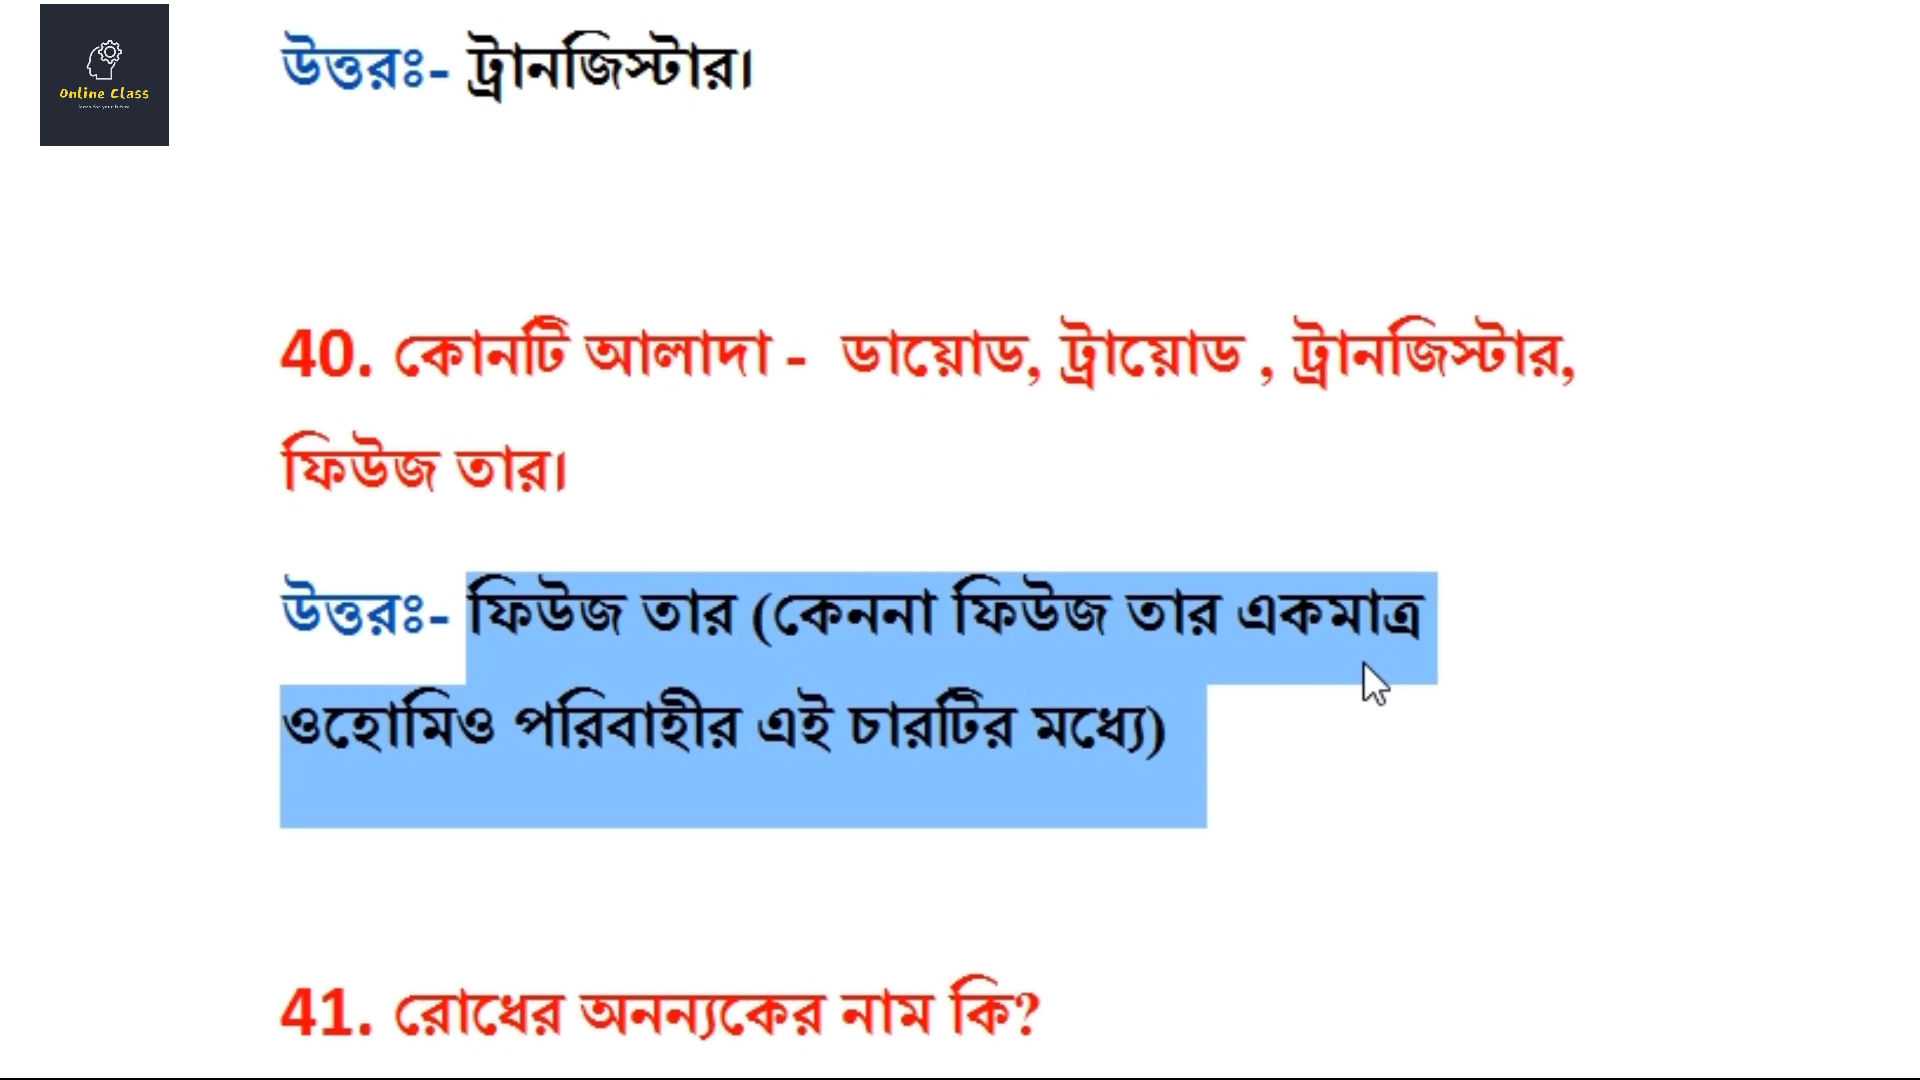 Online Class
উত্তরঃ- ট্রানজিস্টার।
40. কোনটি আলাদা - ডায়োড, ট্রায়োড , ট্রানজিস্টার,
ফিউজ তার।
উত্তরঃ- ফিউজ তার (কেননা ফিউজ তার একমাত্র
ওহোমিও পরিবাহীর এই চারটির মধ্যে)
41. রোধের অনন্যকের নাম কি?